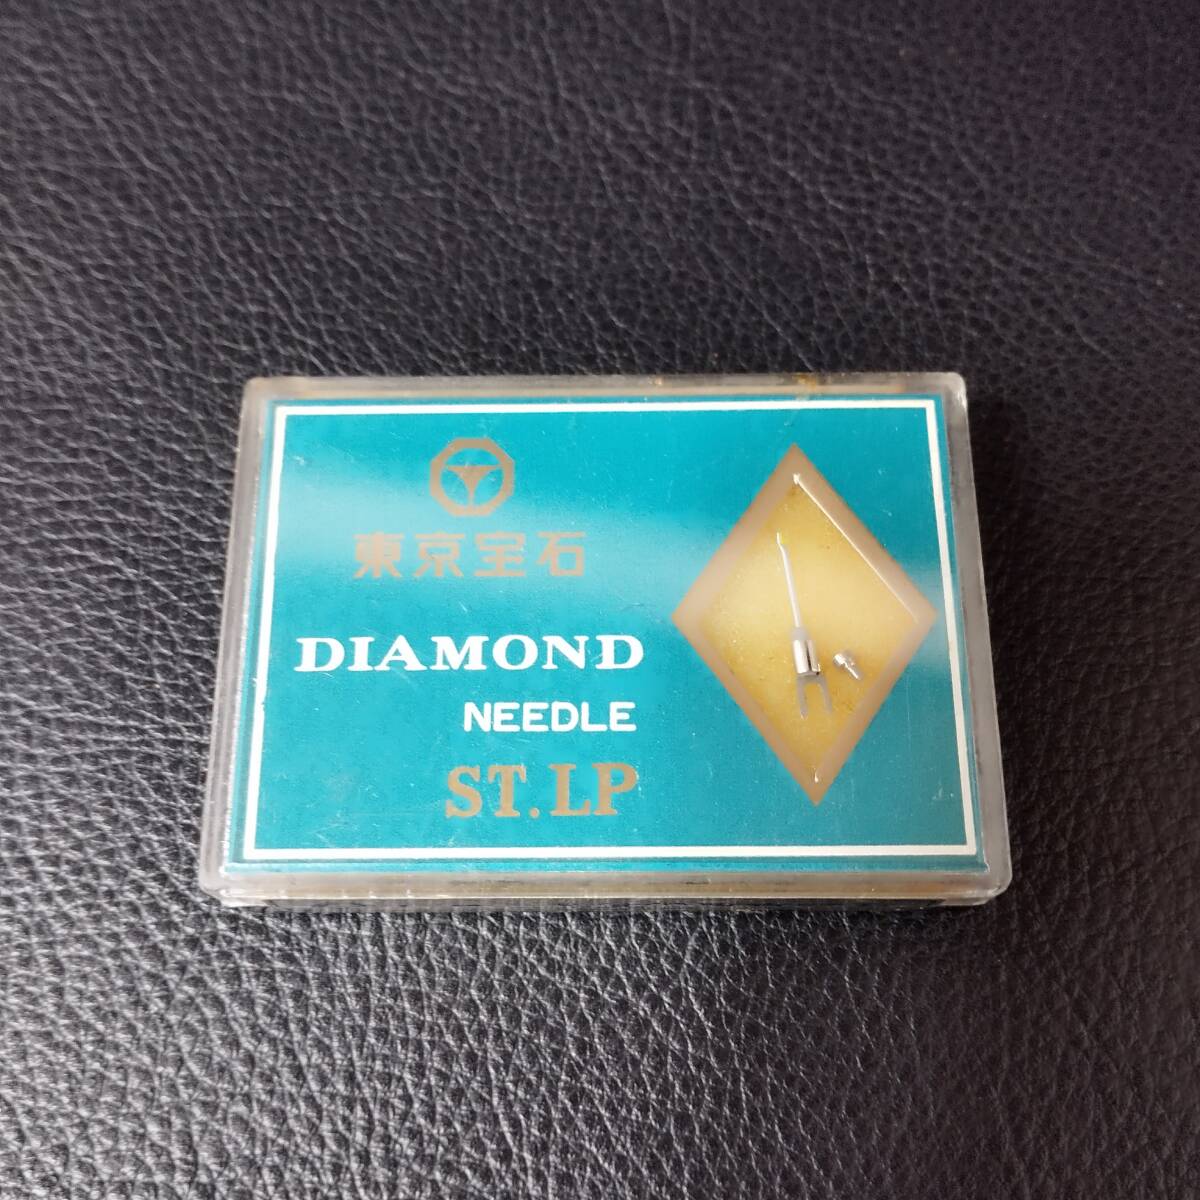 東京宝石
DIAMOND
NEEDLE
ST.LP